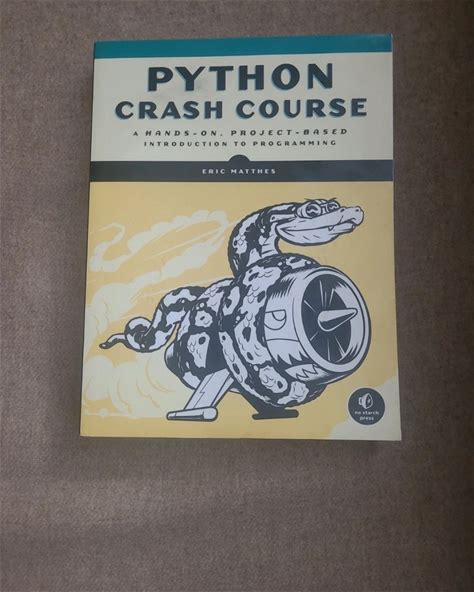 PYTHON
CRASH COURSE
A HANDS-ON, PROJECT-BASED
INTRODUCTION TO PROGRAMMING
ERIC MATTHES
no starch
press